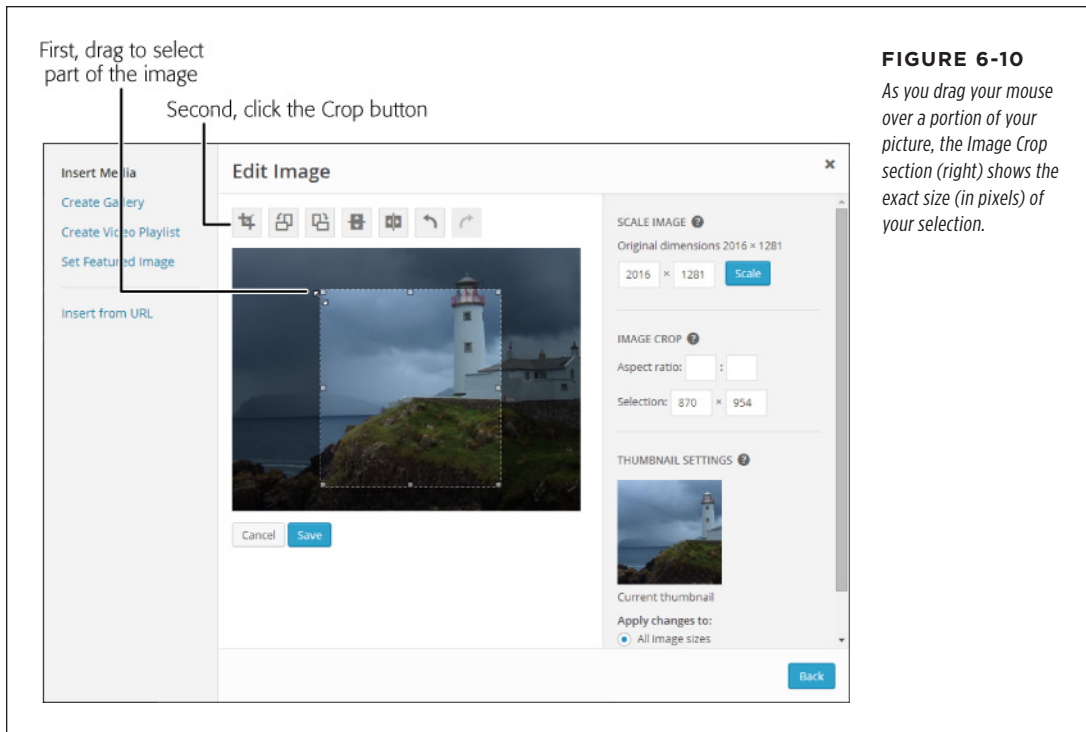 First, drag to select
part of the image
Second, click the Crop button
FIGURE 6-10
As you drag your mouse
over a portion of your
picture, the Image Crop
section (right) shows the
exact size (in pixels) of
your selection.
Insert Media
Create Gallery
Create Video Playlist
Set Featured Image
Insert from URL
Edit Image
×
SCALE IMAGE ?
Original dimensions 2016 × 1281
2016 × 1281 Scale
IMAGE CROP ?
Aspect ratio: :
Selection: 870 × 954
THUMBNAIL SETTINGS ?
Current thumbnail
Apply changes to:
All image sizes
Cancel Save
Back